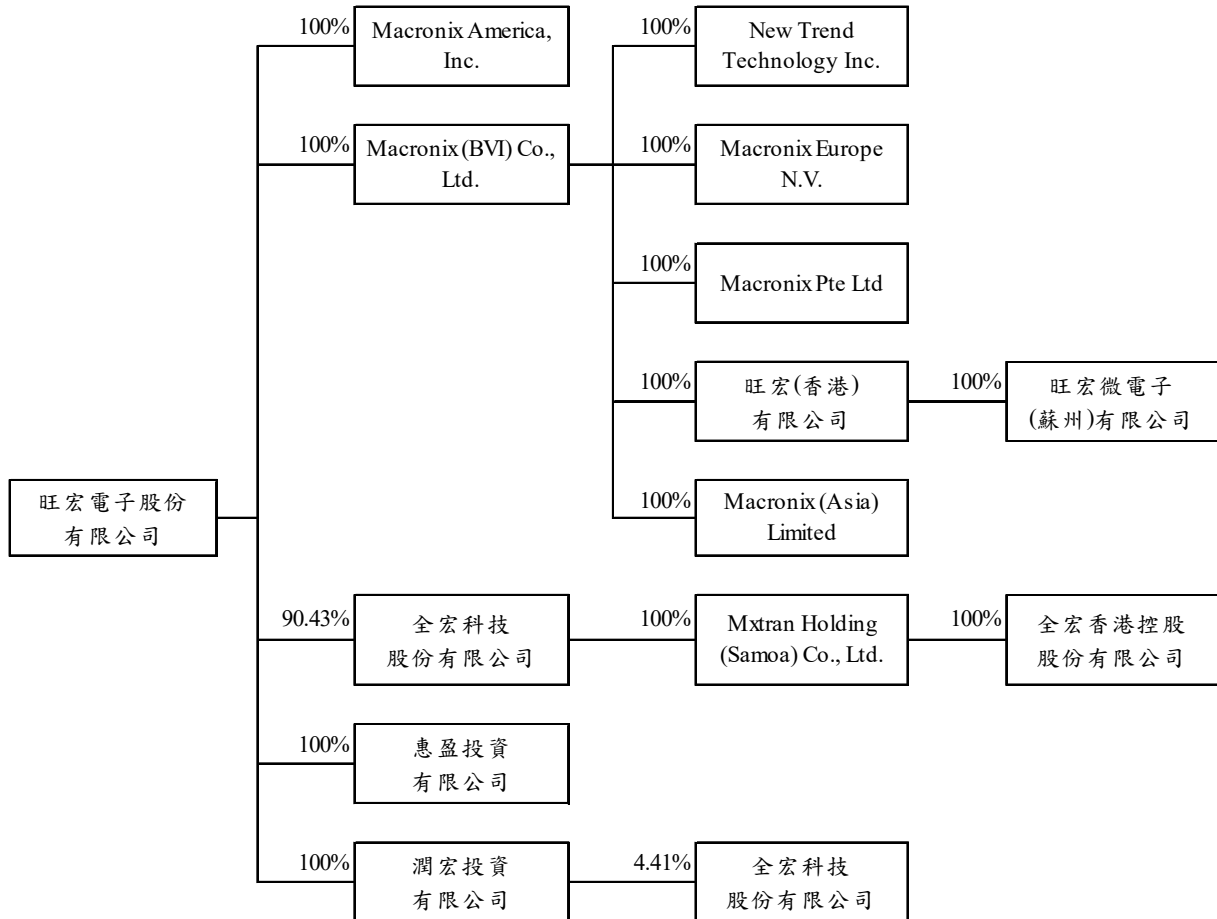 100%
Macronix America,
Inc.
100%
New Trend
Technology Inc.
100%
Macronix (BVI) Co.,
Ltd.
100%
Macronix Europe
N.V.
100%
Macronix Pte Ltd
100%
旺宏(香港)
有限公司
100%
旺宏微電子
(蘇州)有限公司
旺宏電子股份
有限公司
100%
Macronix (Asia)
Limited
90.43%
全宏科技
股份有限公司
100%
Mxtran Holding
(Samoa) Co., Ltd.
100%
全宏香港控股
股份有限公司
100%
惠盈投資
有限公司
100%
潤宏投資
有限公司
4.41%
全宏科技
股份有限公司